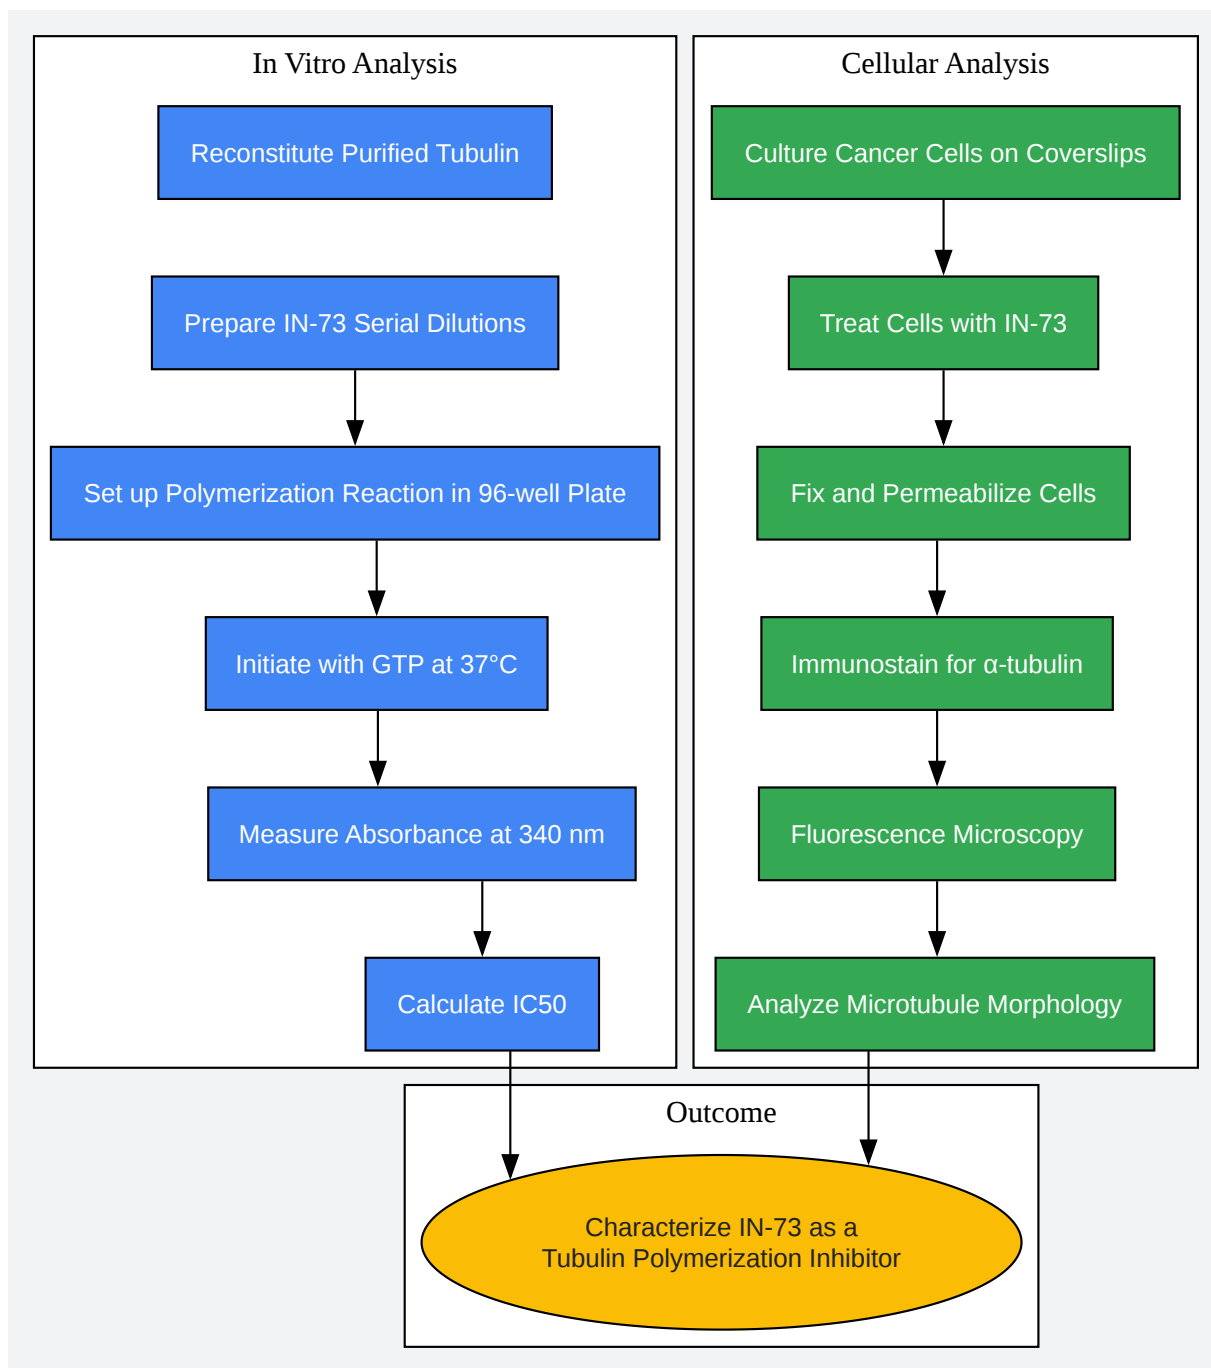 In Vitro Analysis
Reconstitute Purified Tubulin
Prepare IN-73 Serial Dilutions
Set up Polymerization Reaction in 96-well Plate
Initiate with GTP at 37°C
Measure Absorbance at 340 nm
Calculate IC50
Cellular Analysis
Culture Cancer Cells on Coverslips
Treat Cells with IN-73
Fix and Permeabilize Cells
Immunostain for α-tubulin
Fluorescence Microscopy
Analyze Microtubule Morphology
Outcome
Characterize IN-73 as a
Tubulin Polymerization Inhibitor